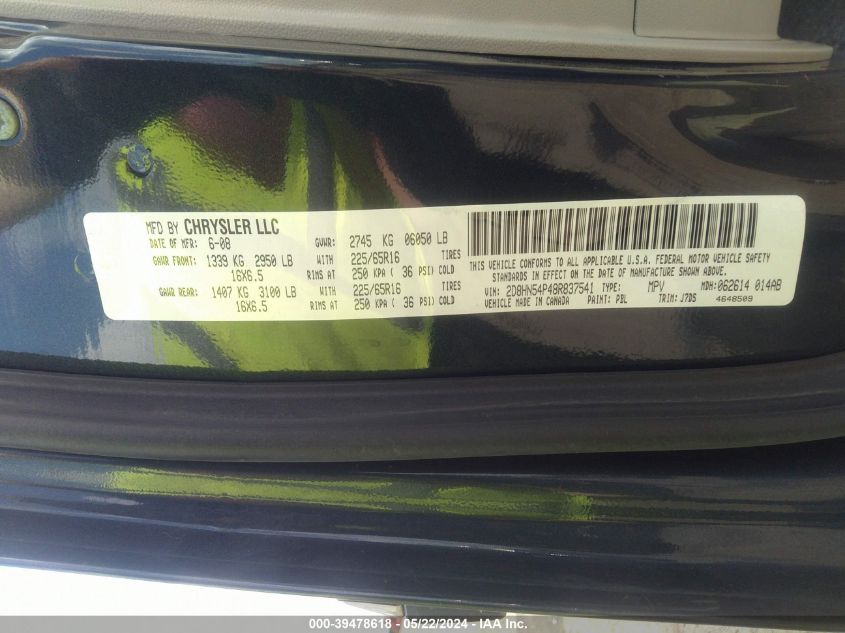 MFD BY CHRYSLER LLC
DATE OF MFR: 6-08 GVWR: 2745 KG 06050 LB
GAWR FRONT: 1339 KG 2950 LB WITH 225/65R16 TIRES
16X6.5 RIMS AT 250 KPA ( 36 PSI) COLD
GAWR REAR: 1407 KG 3100 LB WITH 225/65R16 TIRES
16X6.5 RIMS AT 250 KPA ( 36 PSI) COLD
THIS VEHICLE CONFORMS TO ALL APPLICABLE U.S.A. FEDERAL MOTOR VEHICLE SAFETY
STANDARDS IN EFFECT ON THE DATE OF MANUFACTURE SHOWN ABOVE.
VIN: 2D8HN54P48R837541 TYPE: MPV MDH: 062614 014AB
VEHICLE MADE IN CANADA PAINT: PBL TRIM: J7DS
4648509
000-39478618 - 05/22/2024 - IAA Inc.